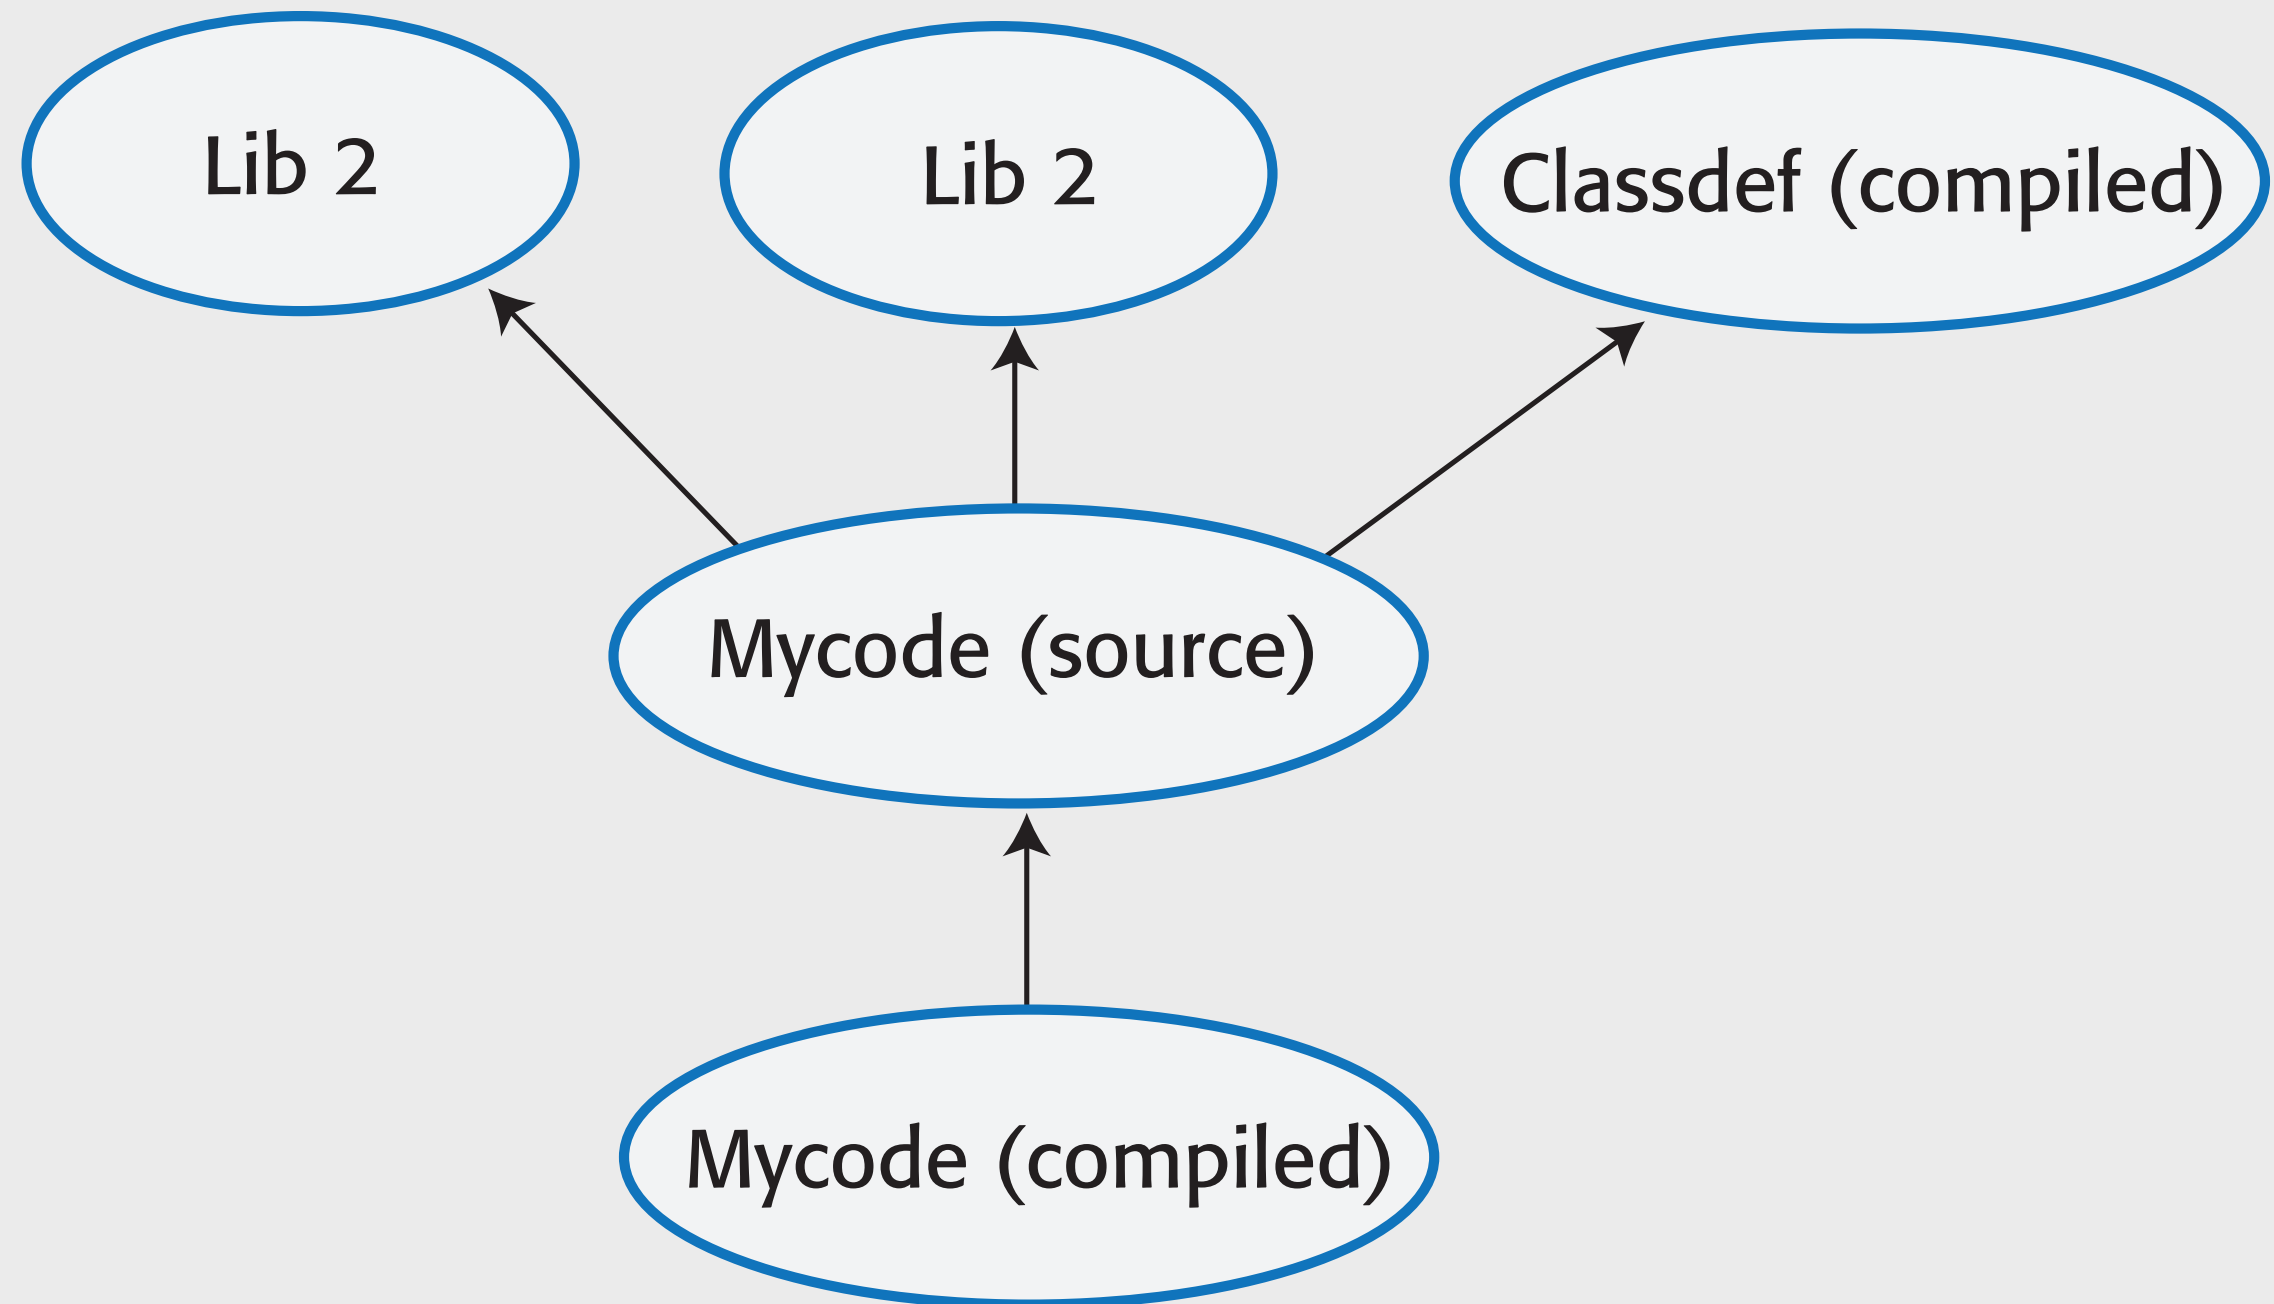 Lib 2
Lib 2
Classdef (compiled)
Mycode (source)
Mycode (compiled)